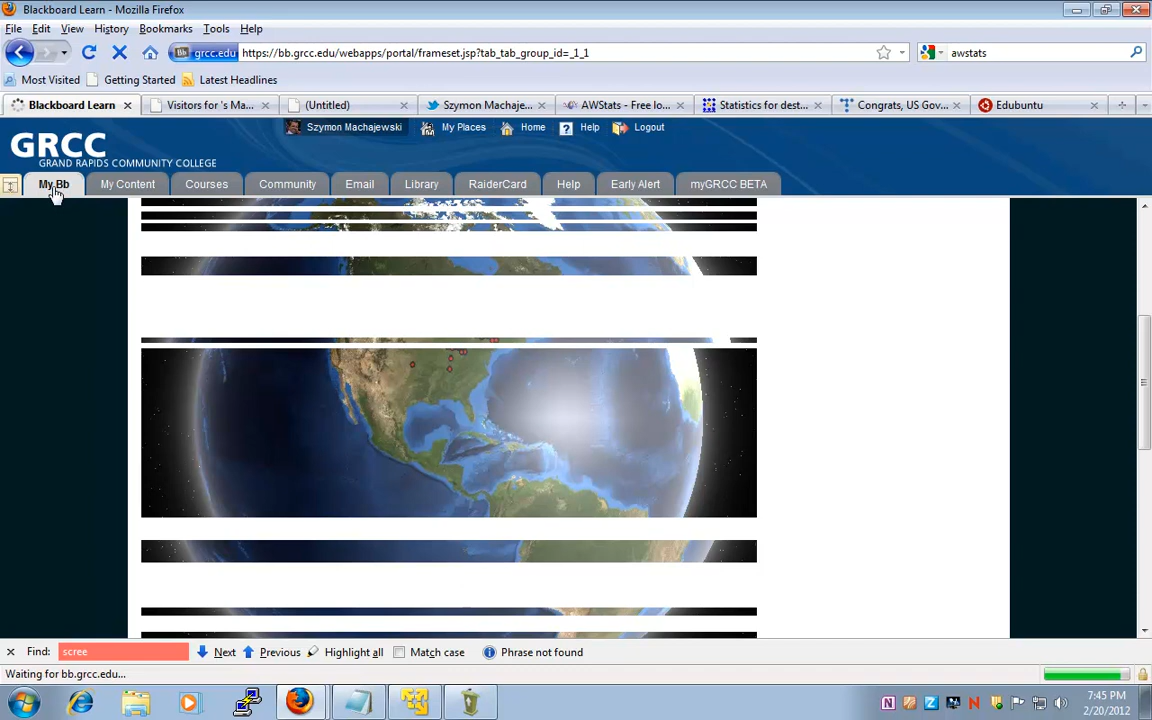 Blackboard Learn - Mozilla Firefox
File Edit View History Bookmarks Tools Help
Bb grcc.edu https://bb.grcc.edu/webapps/portal/frameset.jsp?tab_tab_group_id=_1_1 awstats
Most Visited Getting Started Latest Headlines
Blackboard Learn Visitors for 's Ma... (Untitled) Szymon Machaje... AWStats - Free lo... Statistics for dest... Congrats, US Gov... Edubuntu
Szymon Machajewski My Places Home Help Logout
GRCC
GRAND RAPIDS COMMUNITY COLLEGE
My Bb My Content Courses Community Email Library RaiderCard Help Early Alert myGRCC BETA
Find: scree Next Previous Highlight all Match case Phrase not found
Waiting for bb.grcc.edu...
7:45 PM
2/20/2012